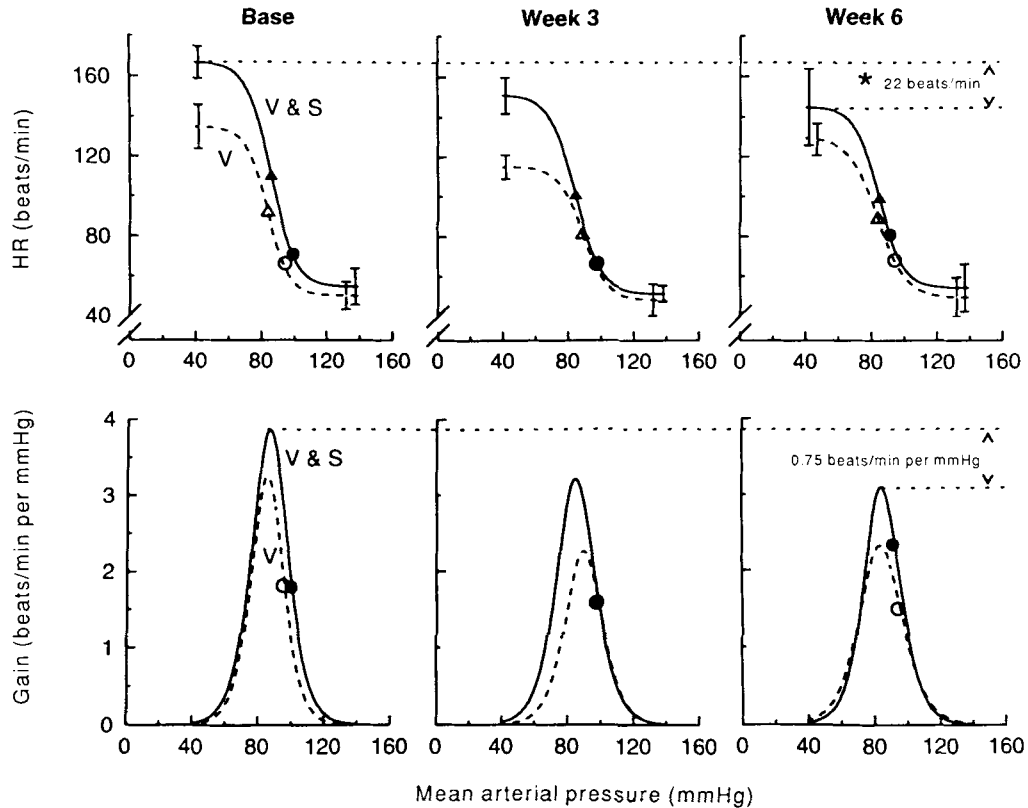 Base
Week 3
Week 6
HR (beats/min)
160
120
80
40
V & S
V
* 22 beats/min
0 40 80 120 160
0 40 80 120 160
0 40 80 120 160
Gain (beats/min per mmHg)
4
3
2
1
0
V & S
V
0.75 beats/min per mmHg
0 40 80 120 160
0 40 80 120 160
0 40 80 120 160
Mean arterial pressure (mmHg)